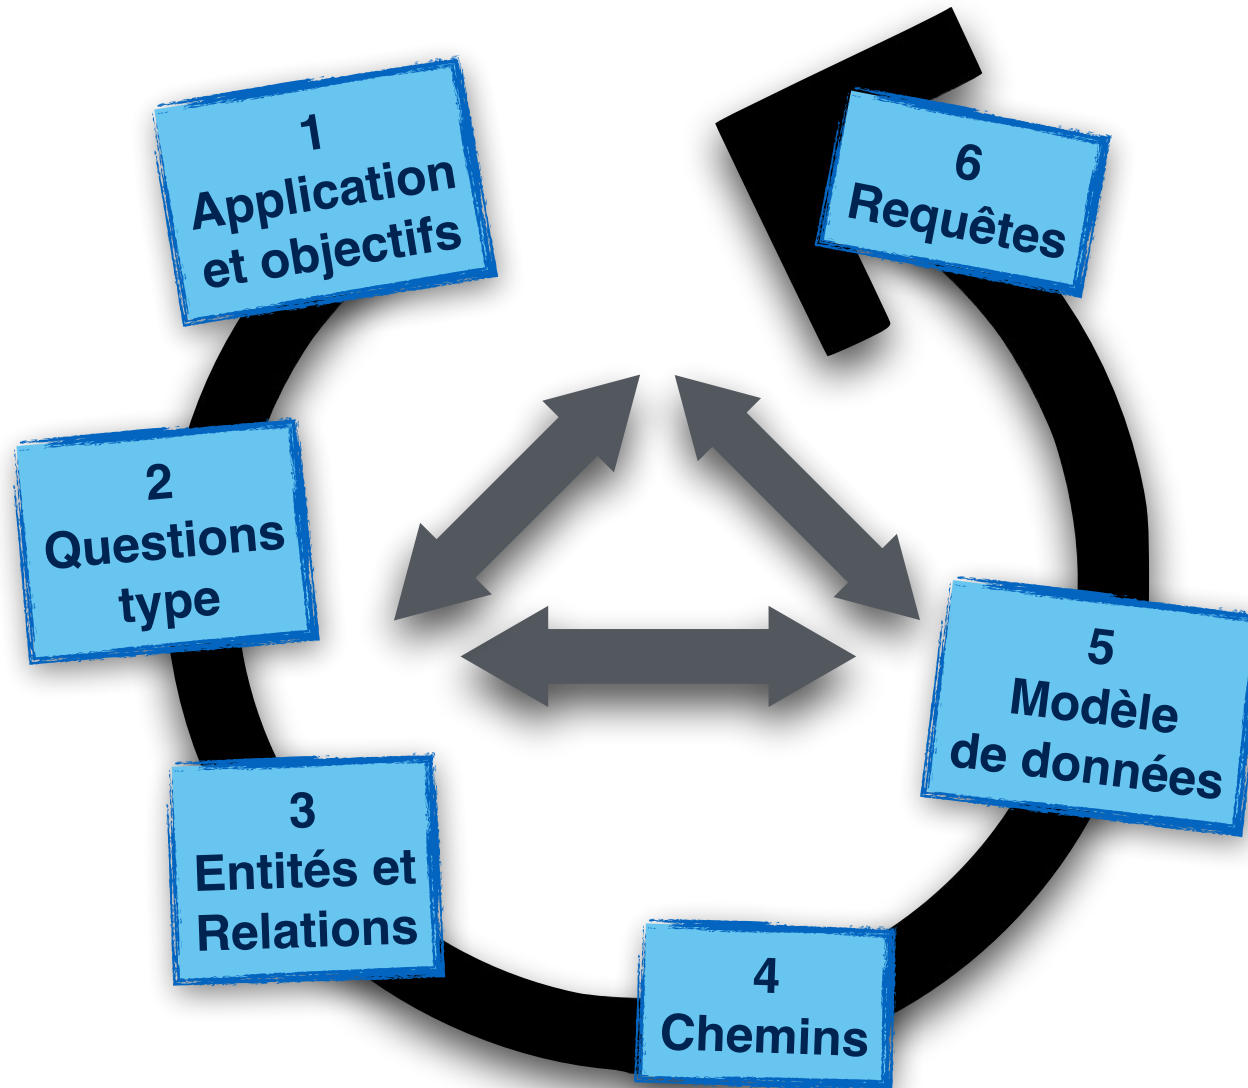 1
Application
et objectifs
2
Questions
type
3
Entités et
Relations
4
Chemins
5
Modèle
de données
6
Requêtes